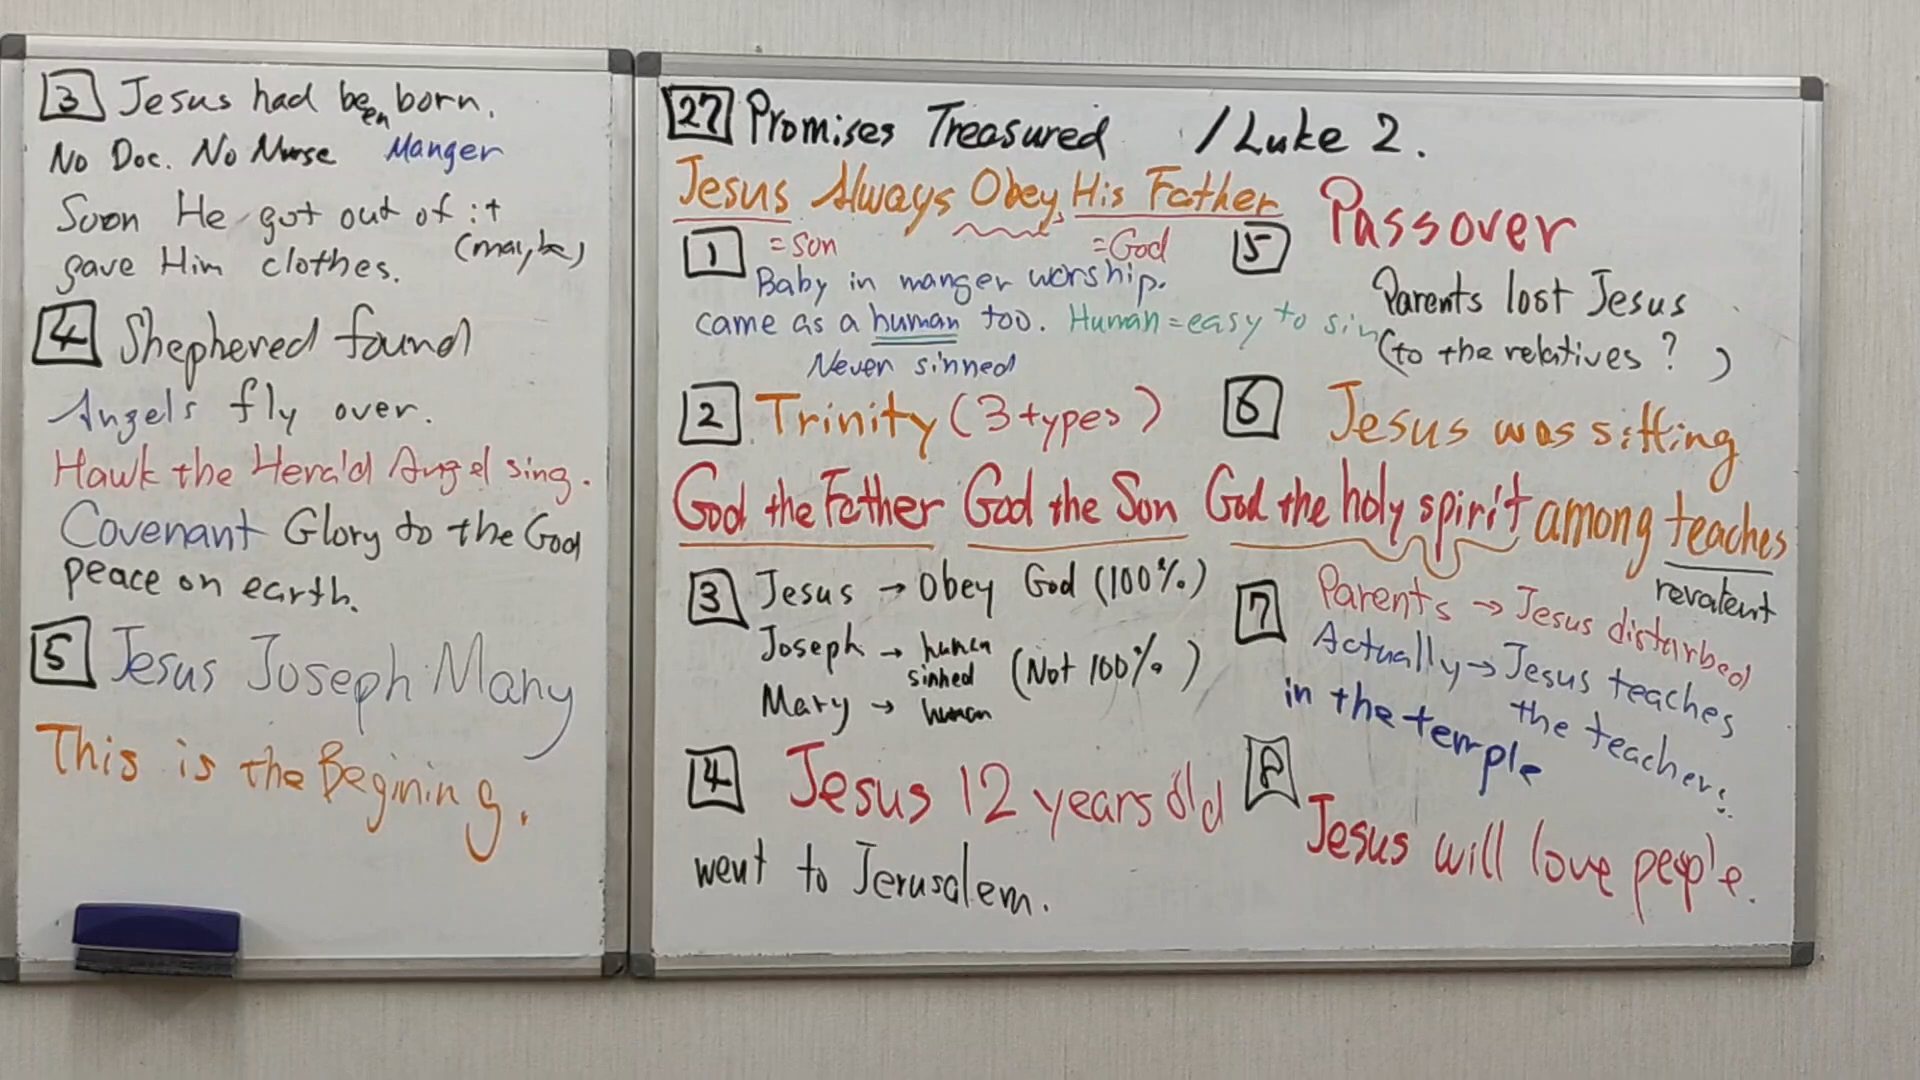 3 Jesus had been born.
No Doc. No Nurse Manger
Soon He got out of it
gave Him clothes. (maybe)
4 Shephered found
Angels fly over.
Hawk the Herald Angel sing.
Covenant Glory to the God
peace on earth.
5 Jesus Joseph Mary
This is the Begining.
27 Promises Treasured / Luke 2.
Jesus Always Obey His Father
= Son = God
1 Baby in manger worship.
came as a human too. Human = easy to sin
Never sinned
2 Trinity (3 types)
God the Father God the Son God the holy spirit
3 Jesus → Obey God (100%)
Joseph → human
sinned (Not 100%)
Mary → human
4 Jesus 12 years old
went to Jerusalem.
5 Passover
Parents lost Jesus
(to the relatives? )
6 Jesus was sitting
among teaches
revalent
7 Parents → Jesus disturbed
Actually → Jesus teaches
the teachers.
in the temple
8
Jesus will love people.